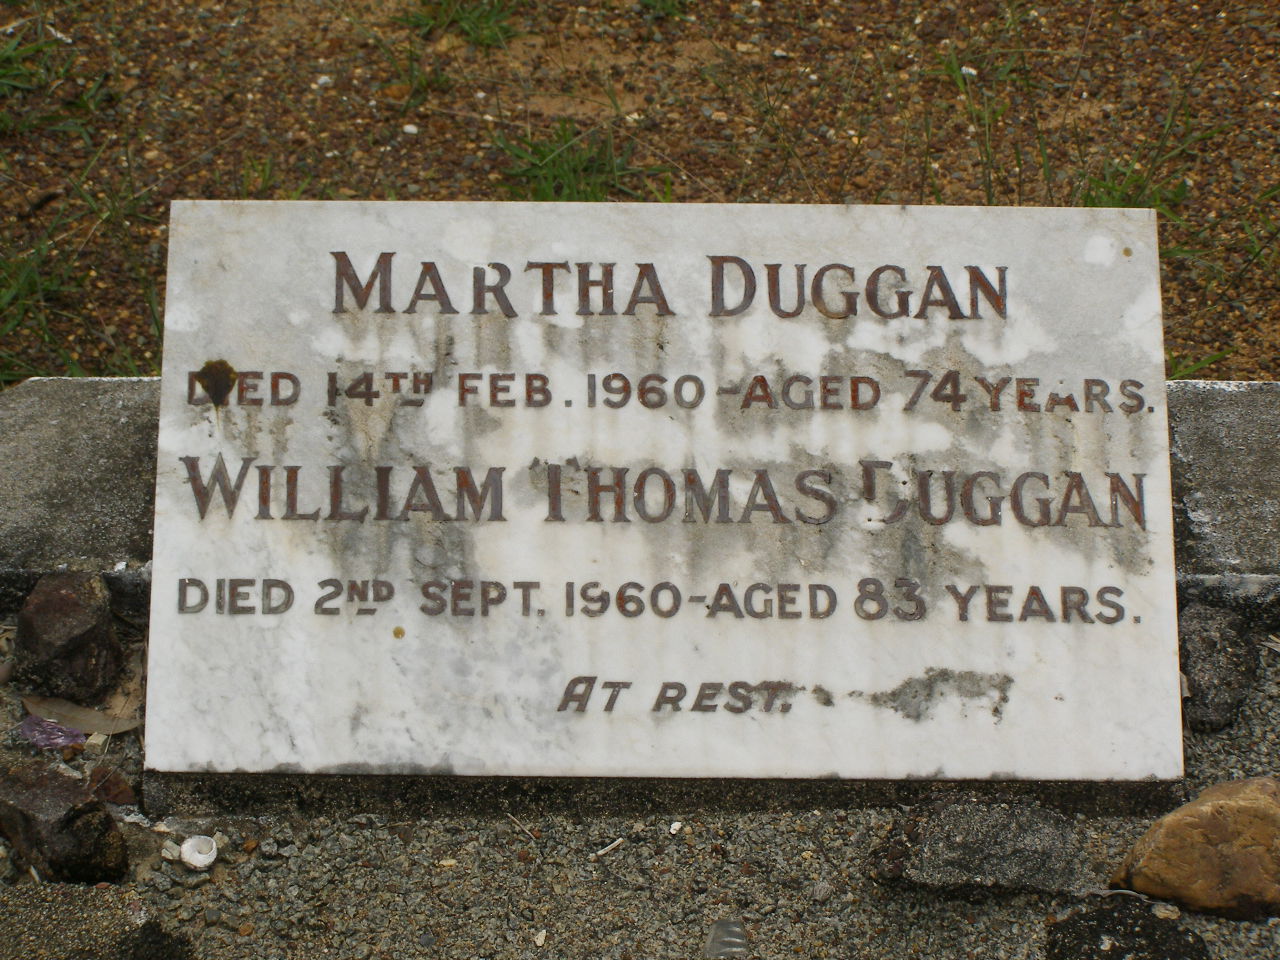 MARTHA DUGGAN
DIED 14TH FEB. 1960 - AGED 74 YEARS.
WILLIAM THOMAS DUGGAN
DIED 2ND SEPT. 1960 - AGED 83 YEARS.
AT REST.